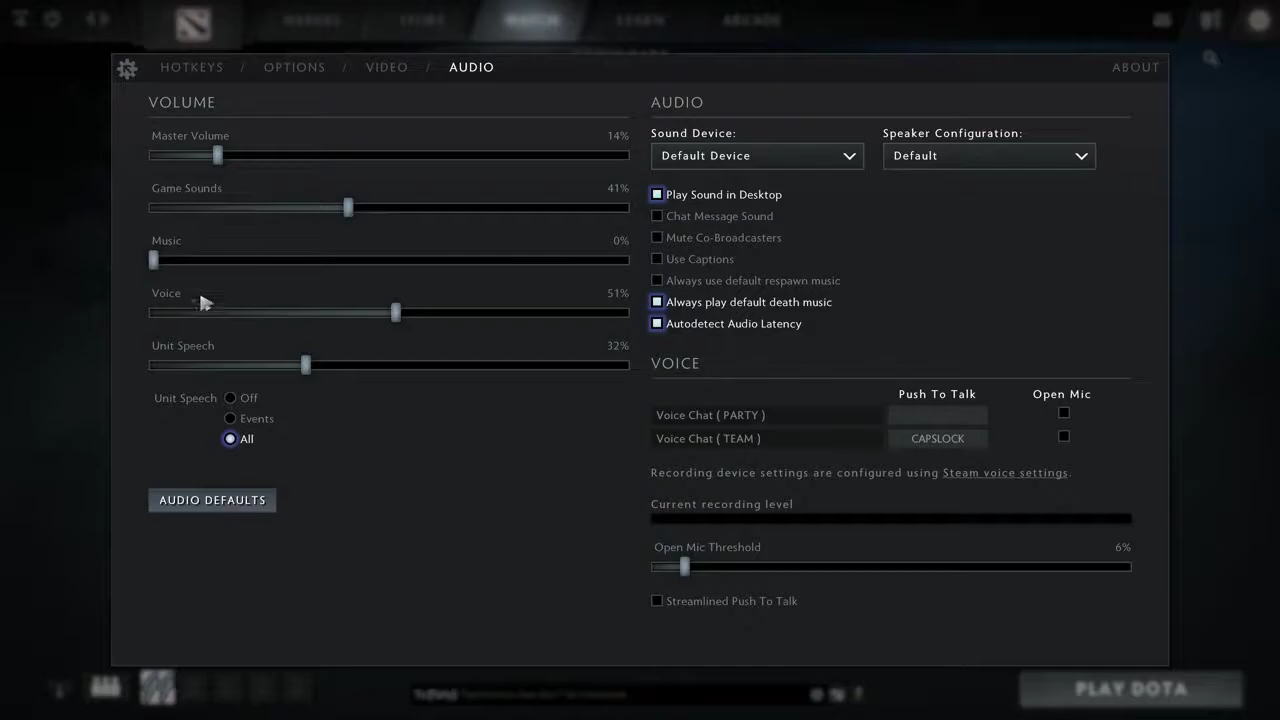 HOTKEYS / OPTIONS / VIDEO / AUDIO
ABOUT
VOLUME
Master Volume 14%
Game Sounds 41%
Music 0%
Voice 51%
Unit Speech 32%
Unit Speech Off
Events
All
AUDIO DEFAULTS
AUDIO
Sound Device: Speaker Configuration:
Default Device Default
Play Sound in Desktop
Chat Message Sound
Mute Co-Broadcasters
Use Captions
Always use default respawn music
Always play default death music
Autodetect Audio Latency
VOICE
Push To Talk Open Mic
Voice Chat ( PARTY )
Voice Chat ( TEAM ) CAPSLOCK
Recording device settings are configured using Steam voice settings.
Current recording level
Open Mic Threshold 6%
Streamlined Push To Talk
PLAY DOTA